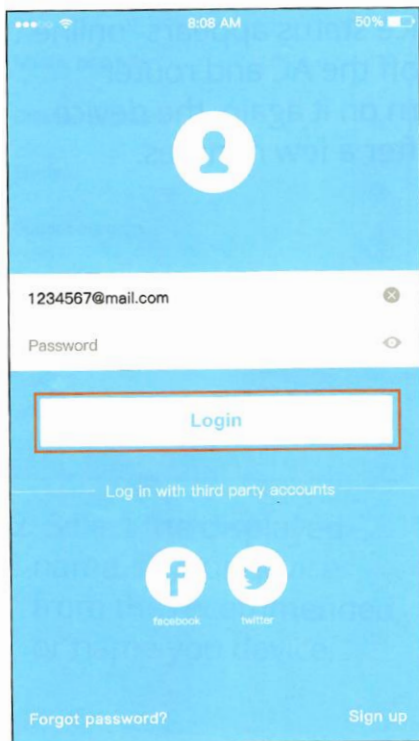 8:08 AM
50%
1234567@mail.com
Password
Login
Log in with third party accounts
facebook
twitter
Forgot password?
Sign up